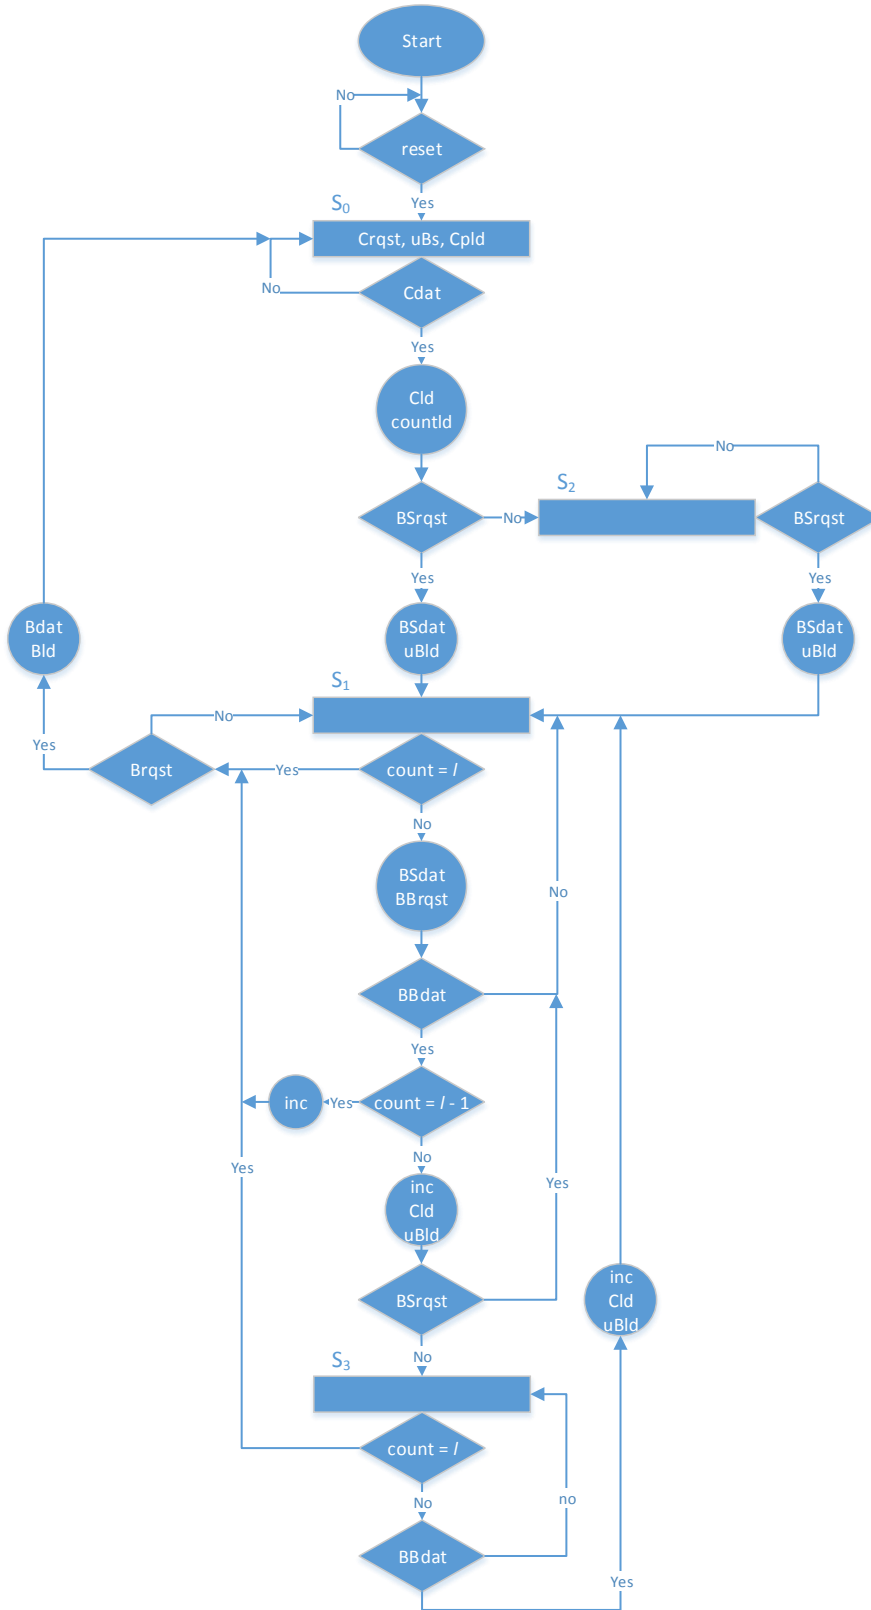 Start
No
reset
Yes
S0
Crqst, uBs, Cpld
No
Cdat
Yes
Cld
countld
No
S2
BSrqst
No
BSrqst
Yes
Yes
Bdat
Bld
BSdat
uBld
BSdat
uBld
S1
No
Yes
Brqst
Yes
count = l
No
BSdat
BBrqst
No
BBdat
Yes
inc
Yes
count = l - 1
No
Yes
Yes
inc
Cld
uBld
inc
Cld
uBld
BSrqst
No
S3
count = l
No
no
BBdat
Yes